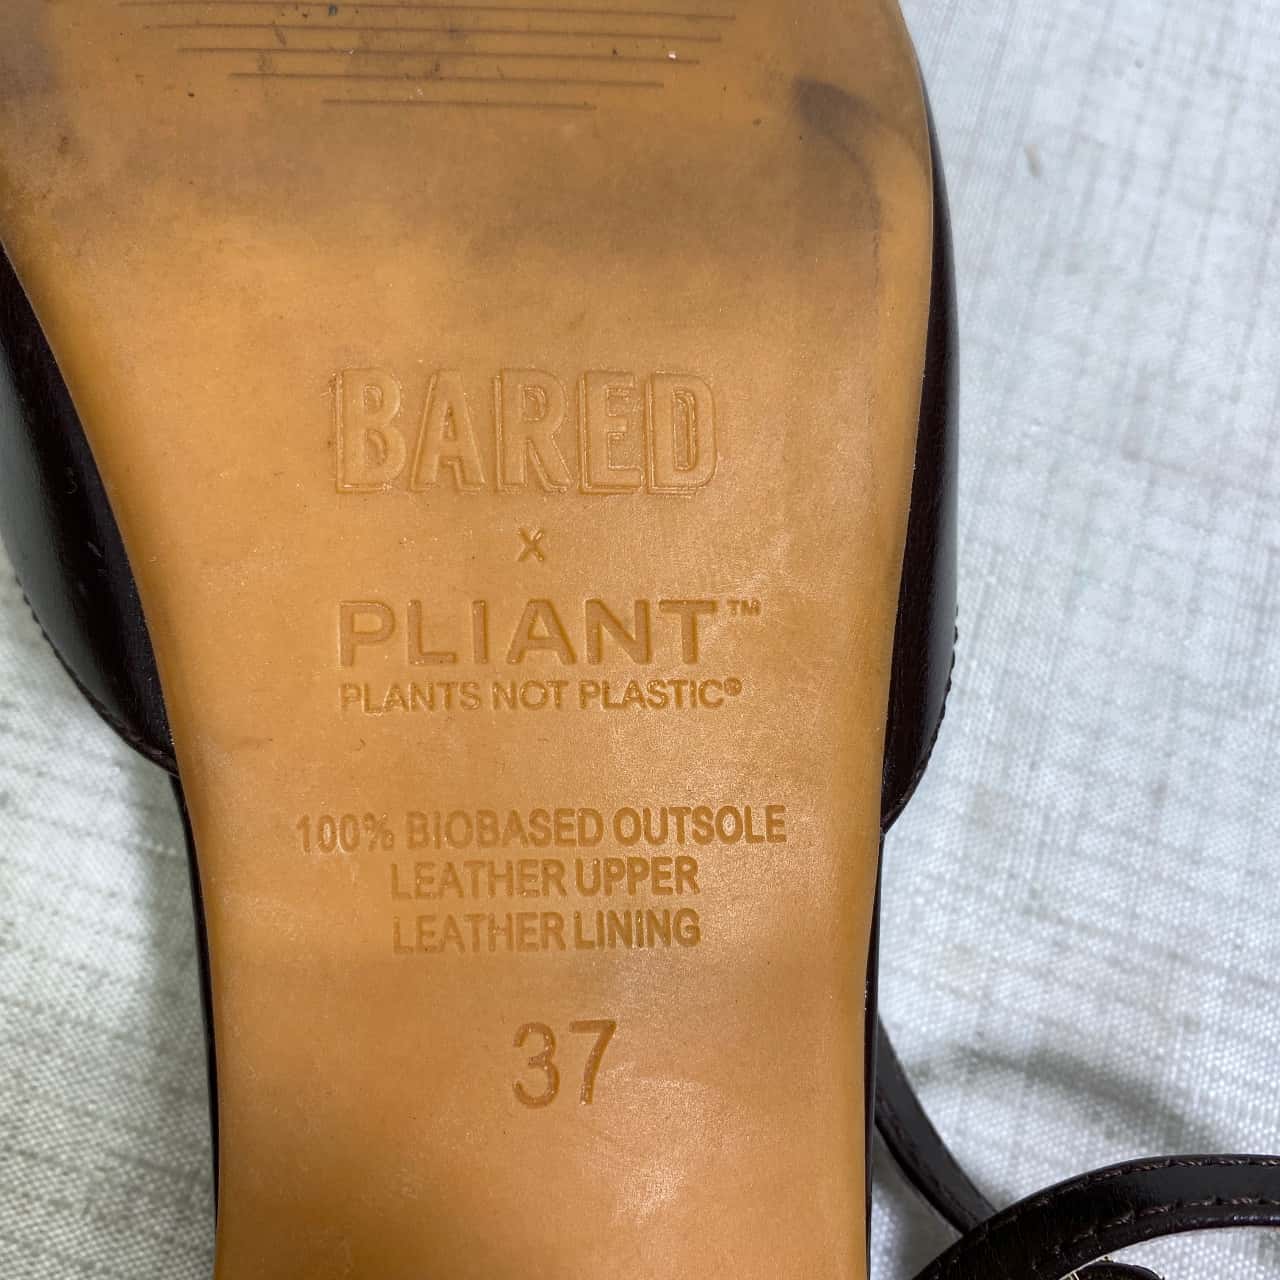 BARED
x
PLIANT™
PLANTS NOT PLASTIC®
100% BIOBASED OUTSOLE
LEATHER UPPER
LEATHER LINING
37